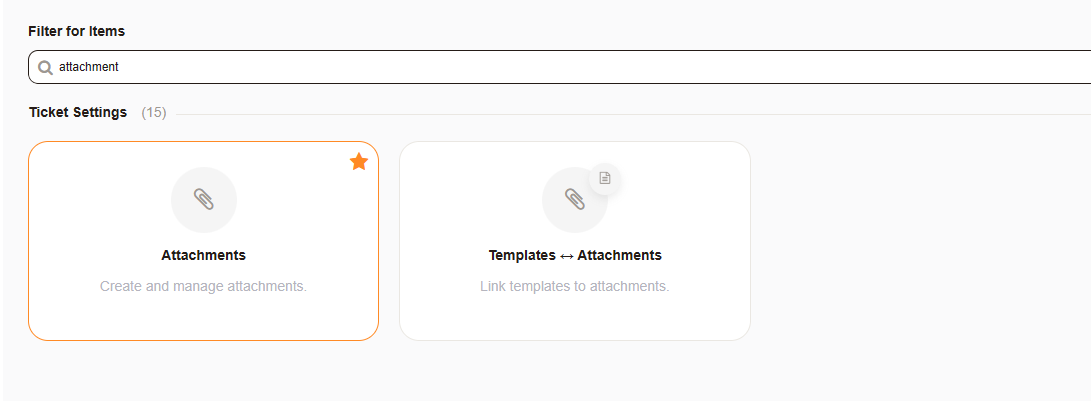 Filter for Items
attachment
Ticket Settings (15)
Attachments
Create and manage attachments.
Templates ↔ Attachments
Link templates to attachments.